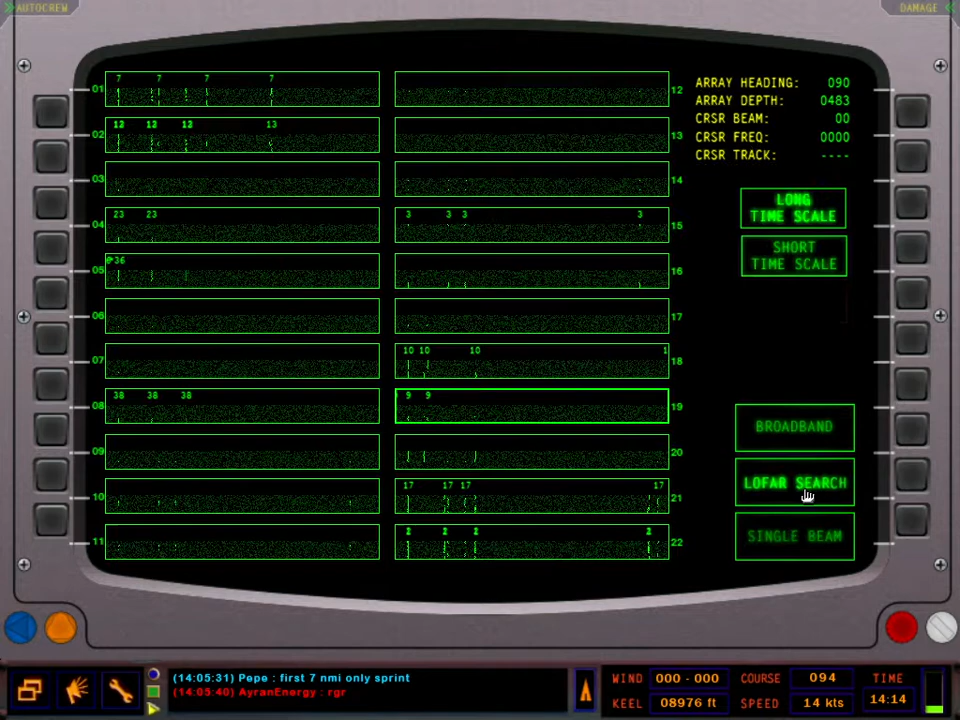 AUTOCREW
DAMAGE
01
7 7 7 7
02
12 12 12 13
03
04
23 23
05
36
06
07
08
38 38 38
09
10
11
12
13
14
3 3 3 3
15
16
17
10 10 10 1
18
9 9
19
20
17 17 17 17
21
2 2 2 2
22
ARRAY HEADING: 090
ARRAY DEPTH: 0483
CRSR BEAM: 00
CRSR FREQ: 0000
CRSR TRACK: ----
LONG
TIME SCALE
SHORT
TIME SCALE
BROADBAND
LOFAR SEARCH
SINGLE BEAM
(14:05:31) Pepe : first 7 nmi only sprint
(14:05:40) AyranEnergy : rgr
WIND 000 - 000 COURSE 094 TIME
KEEL 08976 ft SPEED 14 kts 14:14